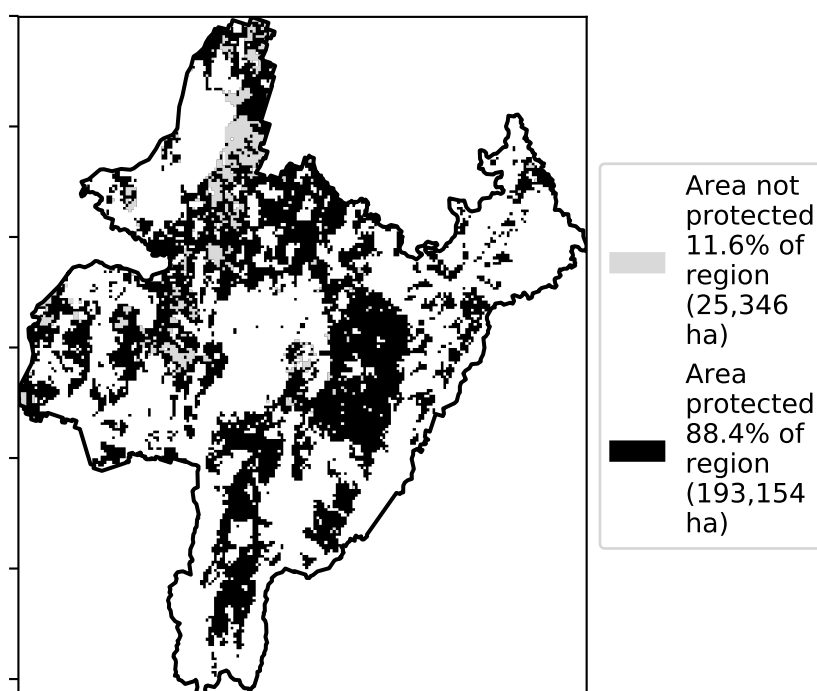 Area not
protected
11.6% of
region
(25,346
ha)
Area
protected
88.4% of
region
(193,154
ha)